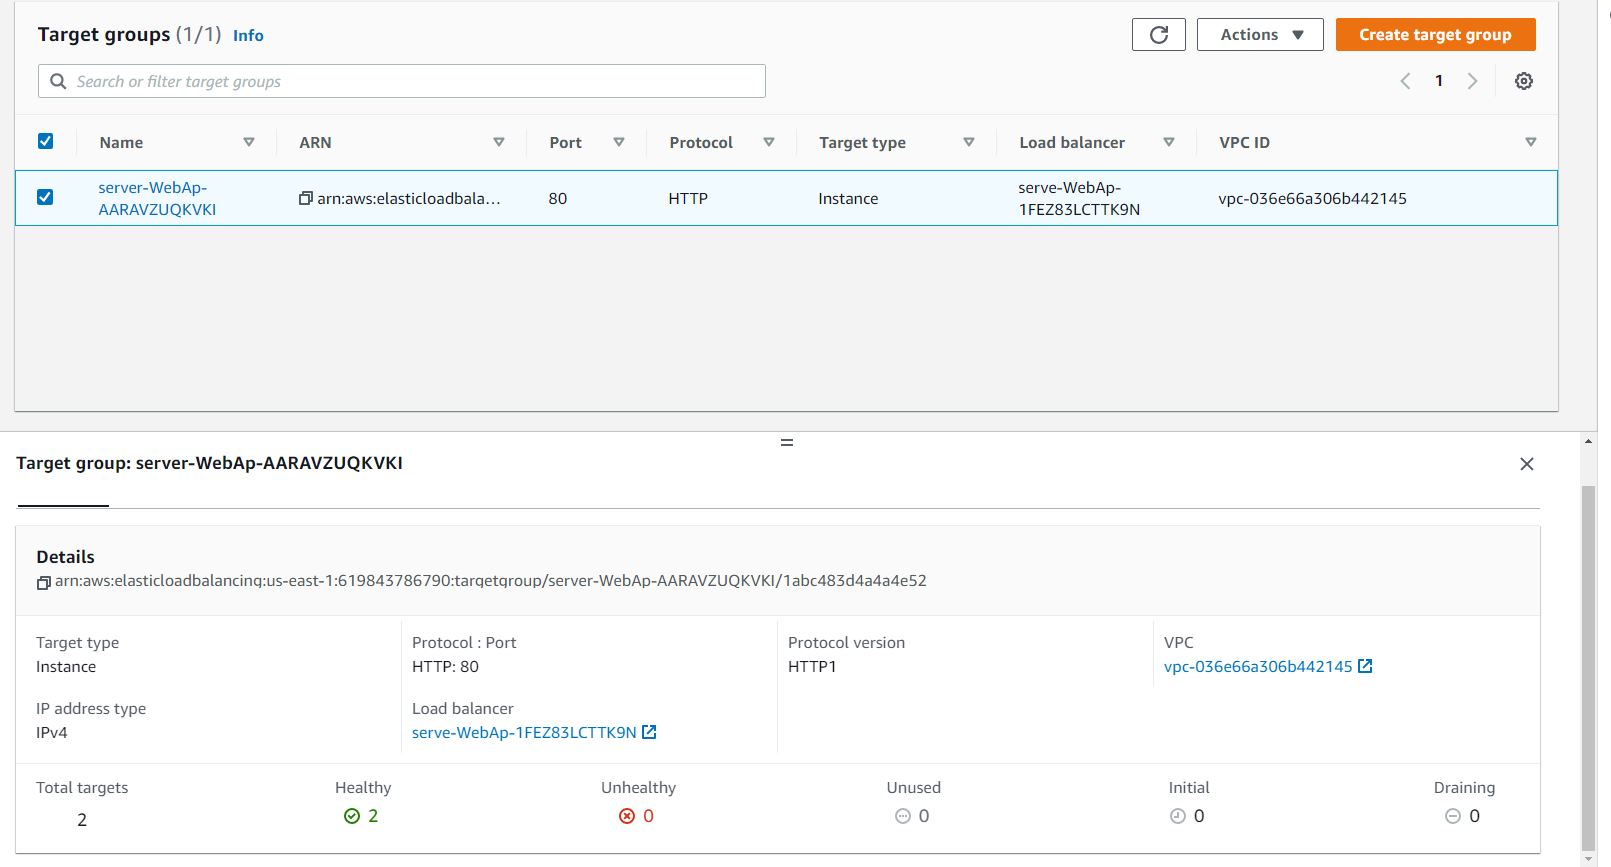 Target groups (1/1) Info
Actions
Create target group
Search or filter target groups
1
Name ARN Port Protocol Target type Load balancer VPC ID
server-WebAp-
AARAVZUQKVKI
arn:aws:elasticloadbala...
80
HTTP
Instance
serve-WebAp-
1FEZ83LCTTK9N
vpc-036e66a306b442145
Target group: server-WebAp-AARAVZUQKVKI
Details
arn:aws:elasticloadbalancing:us-east-1:619843786790:targetgroup/server-WebAp-AARAVZUQKVKI/1abc483d4a4a4e52
Target type
Instance
Protocol : Port
HTTP: 80
Protocol version
HTTP1
VPC
vpc-036e66a306b442145
IP address type
IPv4
Load balancer
serve-WebAp-1FEZ83LCTTK9N
Total targets
2
Healthy
2
Unhealthy
0
Unused
0
Initial
0
Draining
0